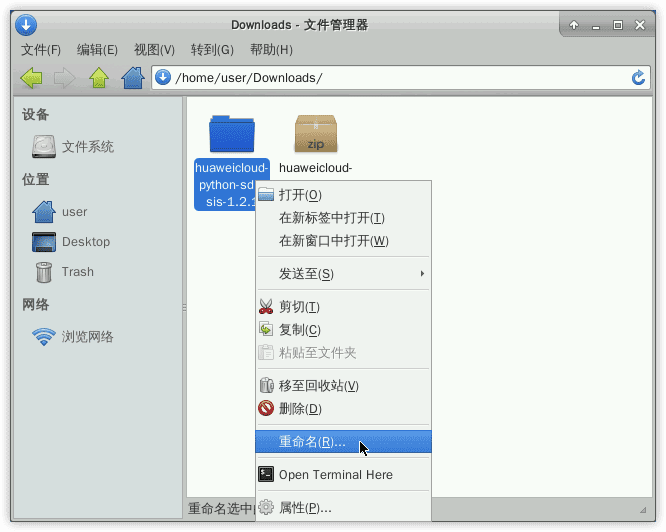 Downloads - 文件管理器
文件(F) 编辑(E) 视图(V) 转到(G) 帮助(H)
/home/user/Downloads/
设备
文件系统
位置
user
Desktop
Trash
网络
浏览网络
zip
huaweicloud-
python-sd
sis-1.2.
huaweicloud-
打开(O)
在新标签中打开(T)
在新窗口中打开(W)
发送至(S)
剪切(T)
复制(C)
粘贴至文件夹
移至回收站(V)
删除(D)
重命名(R)...
Open Terminal Here
属性(P)...
重命名选中